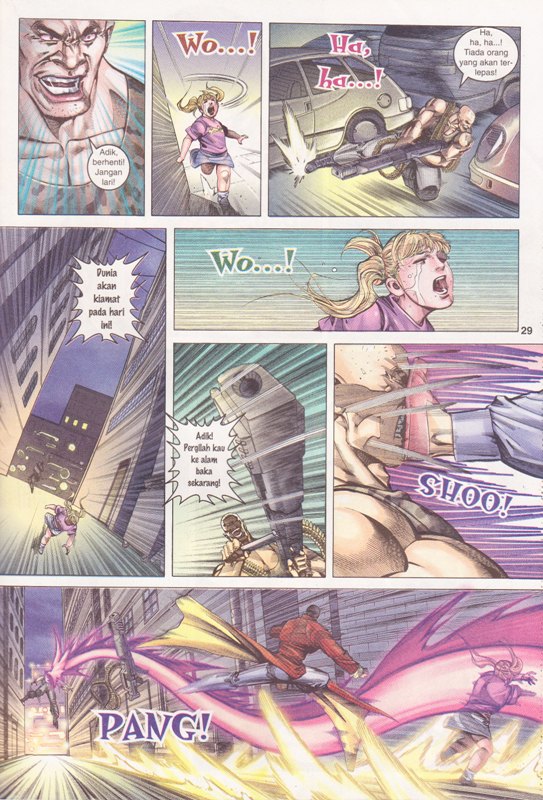 Adik,
berhenti!
Jangan
lari!
Wo...!
Ha,
ha...!
Ha,
ha, ha...!
Tiada orang
yang akan ter-
lepas!
Dunia
akan
kiamat
pada hari
ini!
Wo...!
29
Adik!
Pergilah kau
ke alam
baka
sekarang!
SHOO!
PANG!